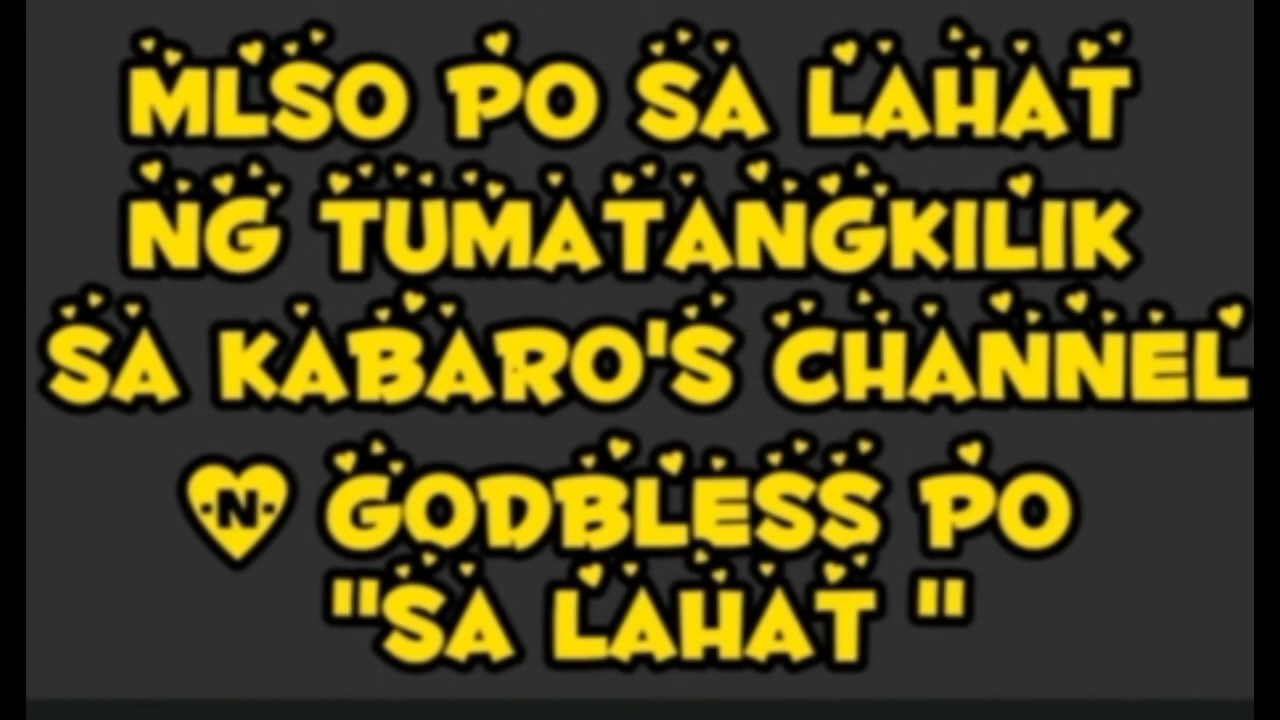 MLSO PO SA LAHAT
NG TUMATANGKILIK
SA KABARO'S CHANNEL
N GODBLESS PO
"SA LAHAT "